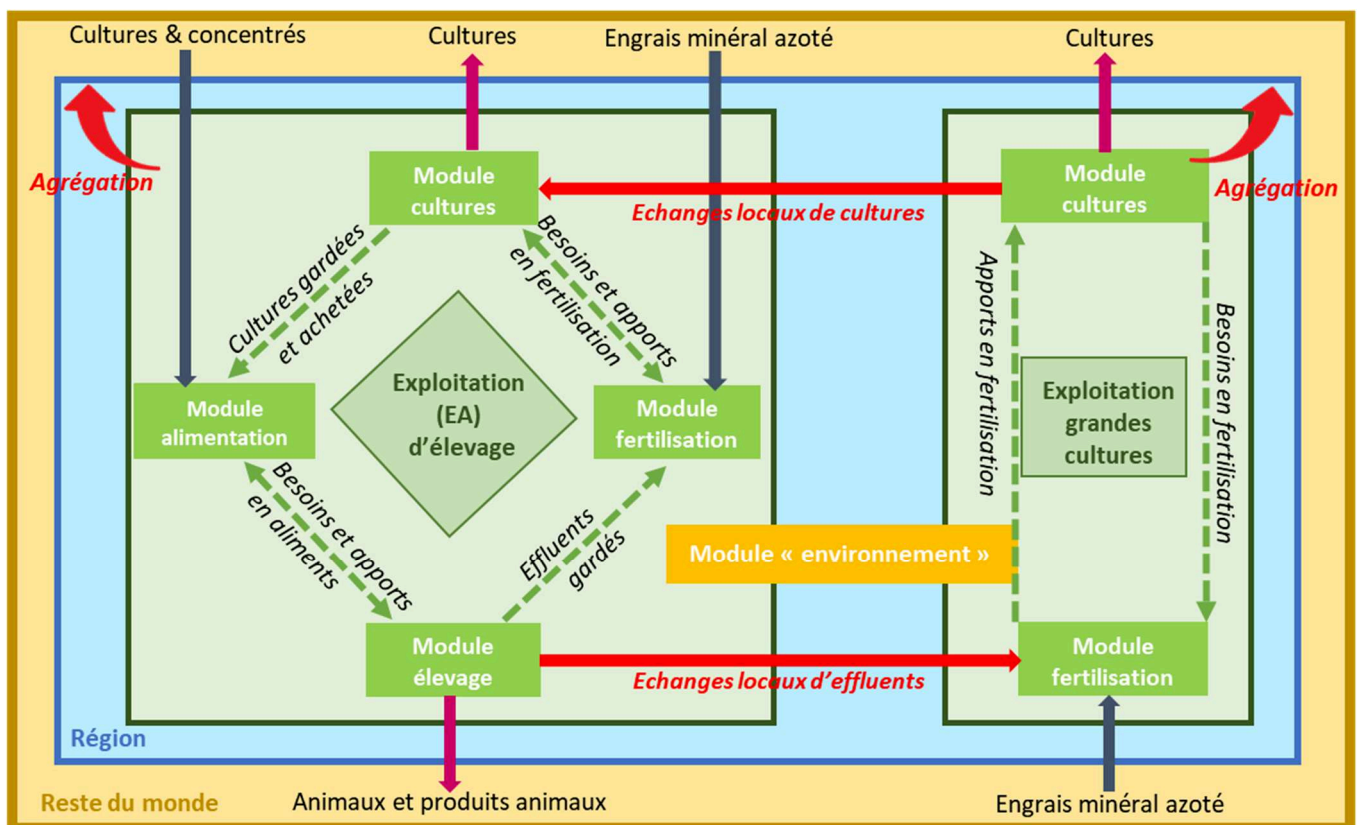 Cultures & concentrés
Cultures
Engrais minéral azoté
Cultures
Agrégation
Module
cultures
Module
cultures
Agrégation
Echanges locaux de cultures
Cultures gardées
et achetées
Besoins et apports
en fertilisation
Apports en fertilisation
Besoins en fertilisation
Exploitation
(EA)
d’élevage
Exploitation
grandes
cultures
Module
alimentation
Module
fertilisation
Besoins et apports
en aliments
Effluents
gardés
Module « environnement »
Module
élevage
Echanges locaux d’effluents
Module
fertilisation
Région
Reste du monde
Animaux et produits animaux
Engrais minéral azoté